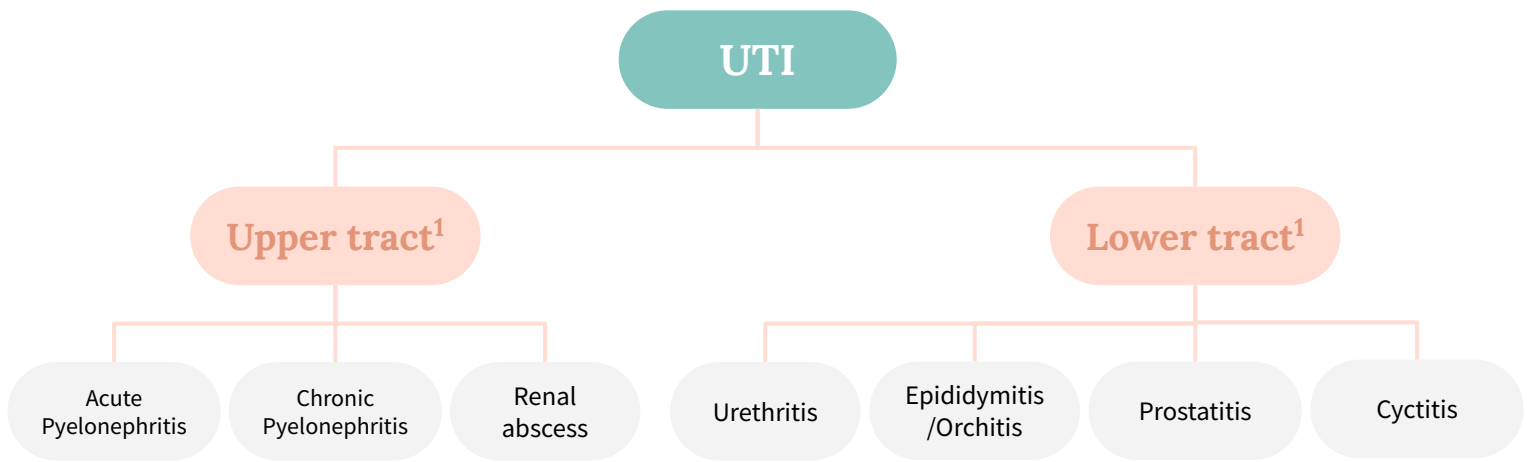 UTI
Upper tract¹
Lower tract¹
Acute
Pyelonephritis
Chronic
Pyelonephritis
Renal
abscess
Urethritis
Epididymitis
/Orchitis
Prostatitis
Cyctitis